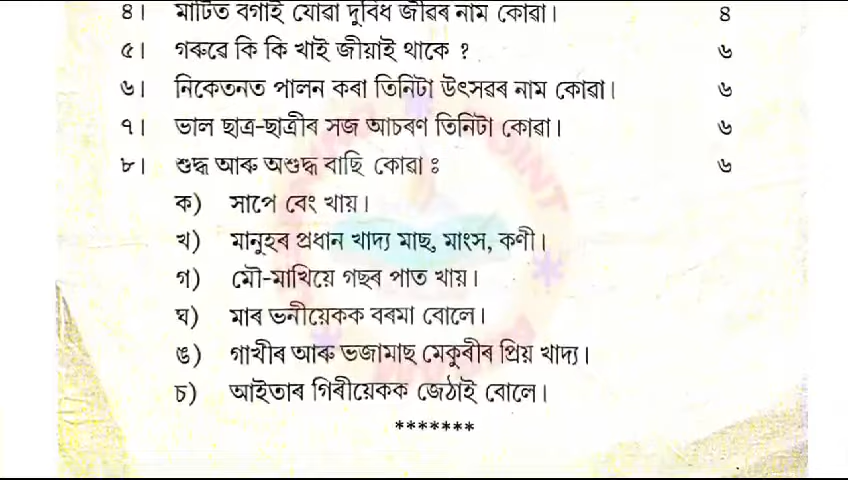 ৪। মাটিত বগাই যোৱা দুবিধ জীৱৰ নাম কোৱা। ৪
৫। গৰুৱে কি কি খাই জীয়াই থাকে ? ৬
৬। নিকেতনত পালন কৰা তিনিটা উৎসৱৰ নাম কোৱা। ৬
৭। ভাল ছাত্ৰ-ছাত্ৰীৰ সজ আচৰণ তিনিটা কোৱা। ৬
৮। শুদ্ধ আৰু অশুদ্ধ বাছি কোৱা ঃ ৬
ক) সাপে বেং খায়।
খ) মানুহৰ প্ৰধান খাদ্য মাছ, মাংস, কণী।
গ) মৌ-মাখিয়ে গছৰ পাত খায়।
ঘ) মাৰ ভনীয়েকক বৰমা বোলে।
ঙ) গাখীৰ আৰু ভজামাছ মেকুৰীৰ প্ৰিয় খাদ্য।
চ) আইতাৰ গিৰীয়েকক জেঠাই বোলে।
*******